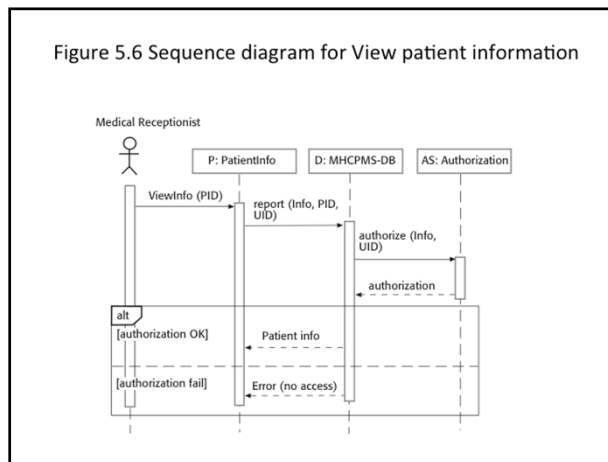 Figure 5.6 Sequence diagram for View patient information
Medical Receptionist
P: PatientInfo
D: MHCPMS-DB
AS: Authorization
ViewInfo (PID)
report (Info, PID,
UID)
authorize (Info,
UID)
authorization
alt
[authorization OK]
Patient info
[authorization fail]
Error (no access)